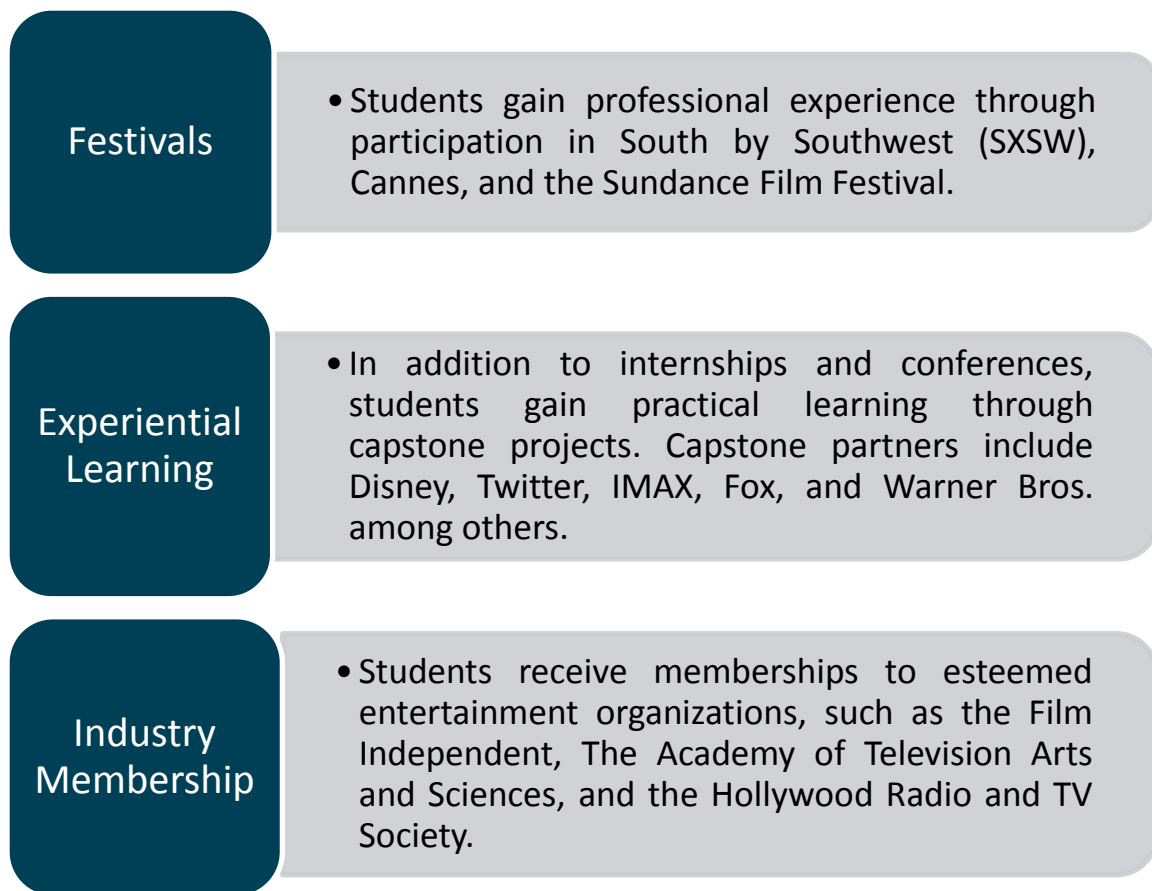 Festivals
• Students gain professional experience through
participation in South by Southwest (SXSW),
Cannes, and the Sundance Film Festival.
Experiential
Learning
• In addition to internships and conferences,
students gain practical learning through
capstone projects. Capstone partners include
Disney, Twitter, IMAX, Fox, and Warner Bros.
among others.
Industry
Membership
• Students receive memberships to esteemed
entertainment organizations, such as the Film
Independent, The Academy of Television Arts
and Sciences, and the Hollywood Radio and TV
Society.